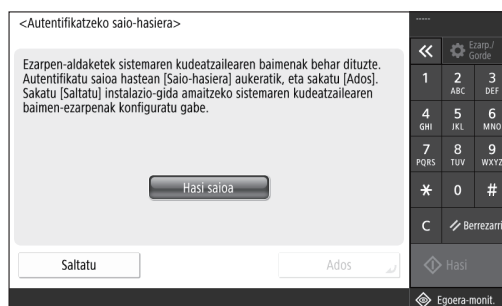 <Autentifikatzeko saio-hasiera>
Ezarpen-aldaketek sistemaren kudeatzailearen baimenak behar dituzte.
Autentifikatu saioa hastean [Saio-hasiera] aukeratik, eta sakatu [Ados].
Sakatu [Saltatu] instalazio-gida amaitzeko sistemaren kudeatzailearen
baimen-ezarpenak konfiguratu gabe.
Hasi saioa
Saltatu
Ados
-----
Ezarp./
Gorde
1 2 3
ABC DEF
4 5 6
GHI JKL MNO
7 8 9
PQRS TUV WXYZ
* 0 #
C Berrezarri
Hasi
Egoera-monit.